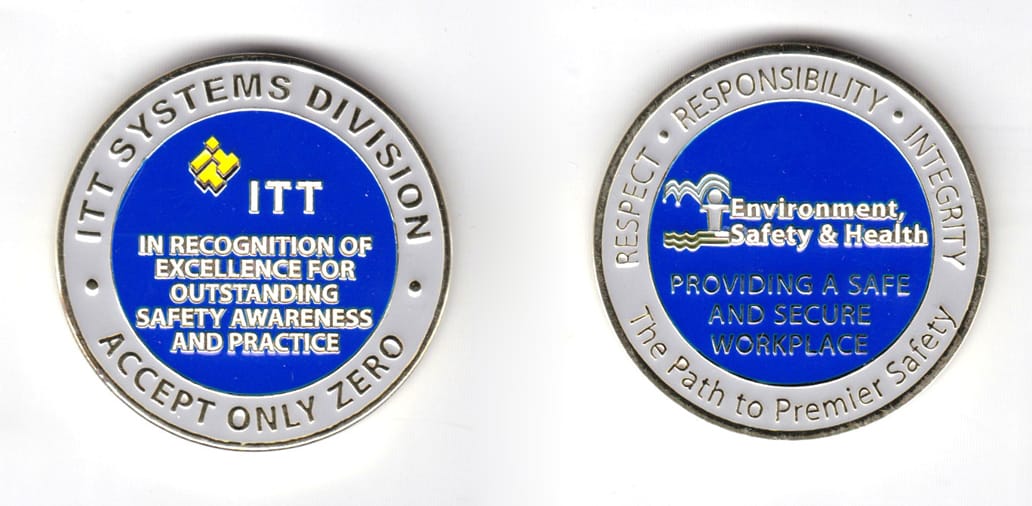 ITT SYSTEMS DIVISION
ITT
IN RECOGNITION OF
EXCELLENCE FOR
OUTSTANDING
SAFETY AWARENESS
AND PRACTICE
• ACCEPT ONLY ZERO •
RESPECT • RESPONSIBILITY • INTEGRITY
Environment,
Safety & Health
PROVIDING A SAFE
AND SECURE
WORKPLACE
The Path to Premier Safety